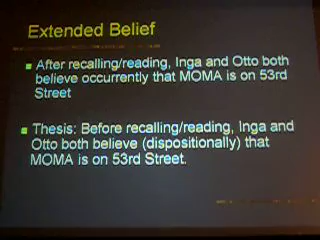 Extended Belief
After recalling/reading, Inga and Otto both
believe occurrently that MOMA is on 53rd
Street
Thesis: Before recalling/reading, Inga and
Otto both believe (dispositionally) that
MOMA is on 53rd Street.